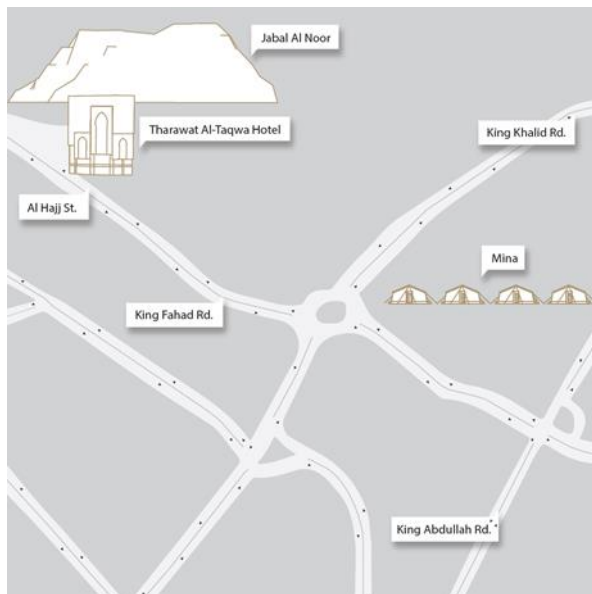 Jabal Al Noor
Tharawat Al-Taqwa Hotel
King Khalid Rd.
Al Hajj St.
Mina
King Fahad Rd.
King Abdullah Rd.